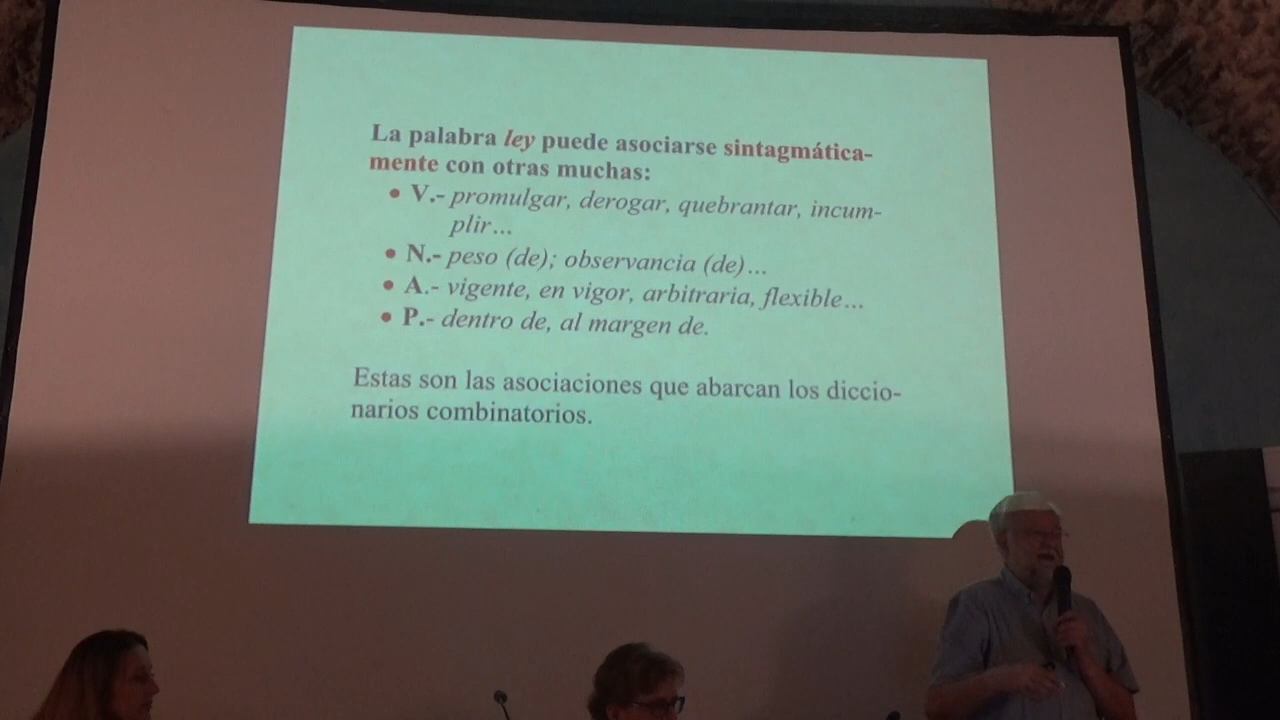 La palabra ley puede asociarse sintagmática-
mente con otras muchas:
• V.- promulgar, derogar, quebrantar, incum-
plir...
• N.- peso (de); observancia (de)...
• A.- vigente, en vigor, arbitraria, flexible...
• P.- dentro de, al margen de.
Estas son las asociaciones que abarcan los diccio-
narios combinatorios.